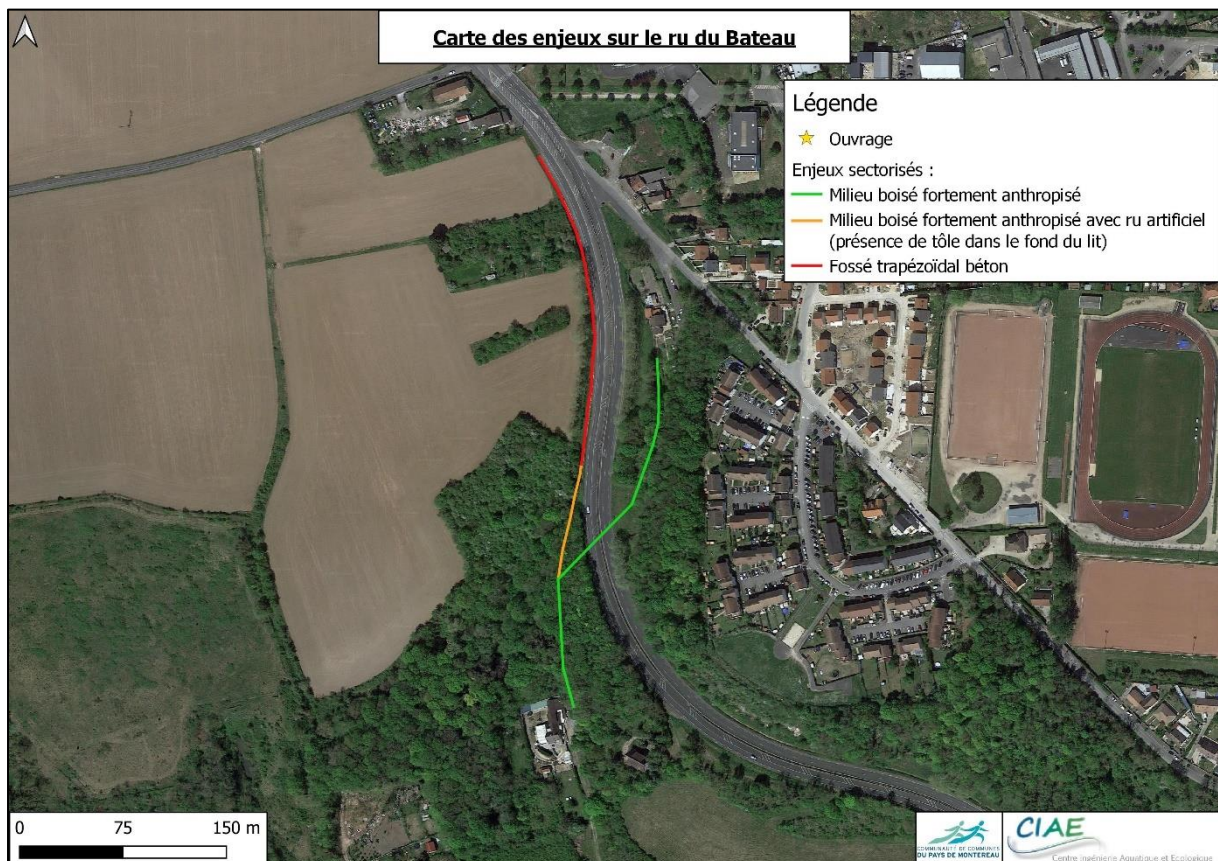 Carte des enjeux sur le ru du Bateau
Légende
Ouvrage
Enjeux sectorisés :
Milieu boisé fortement anthropisé
Milieu boisé fortement anthropisé avec ru artificiel
(présence de tôle dans le fond du lit)
Fossé trapézoïdal béton
0 75 150 m
COMMUNAUTÉ DE COMMUNES
DU PAYS DE MONTEREAU
CIAE
Centre Ingénierie Aquatique et Ecologique